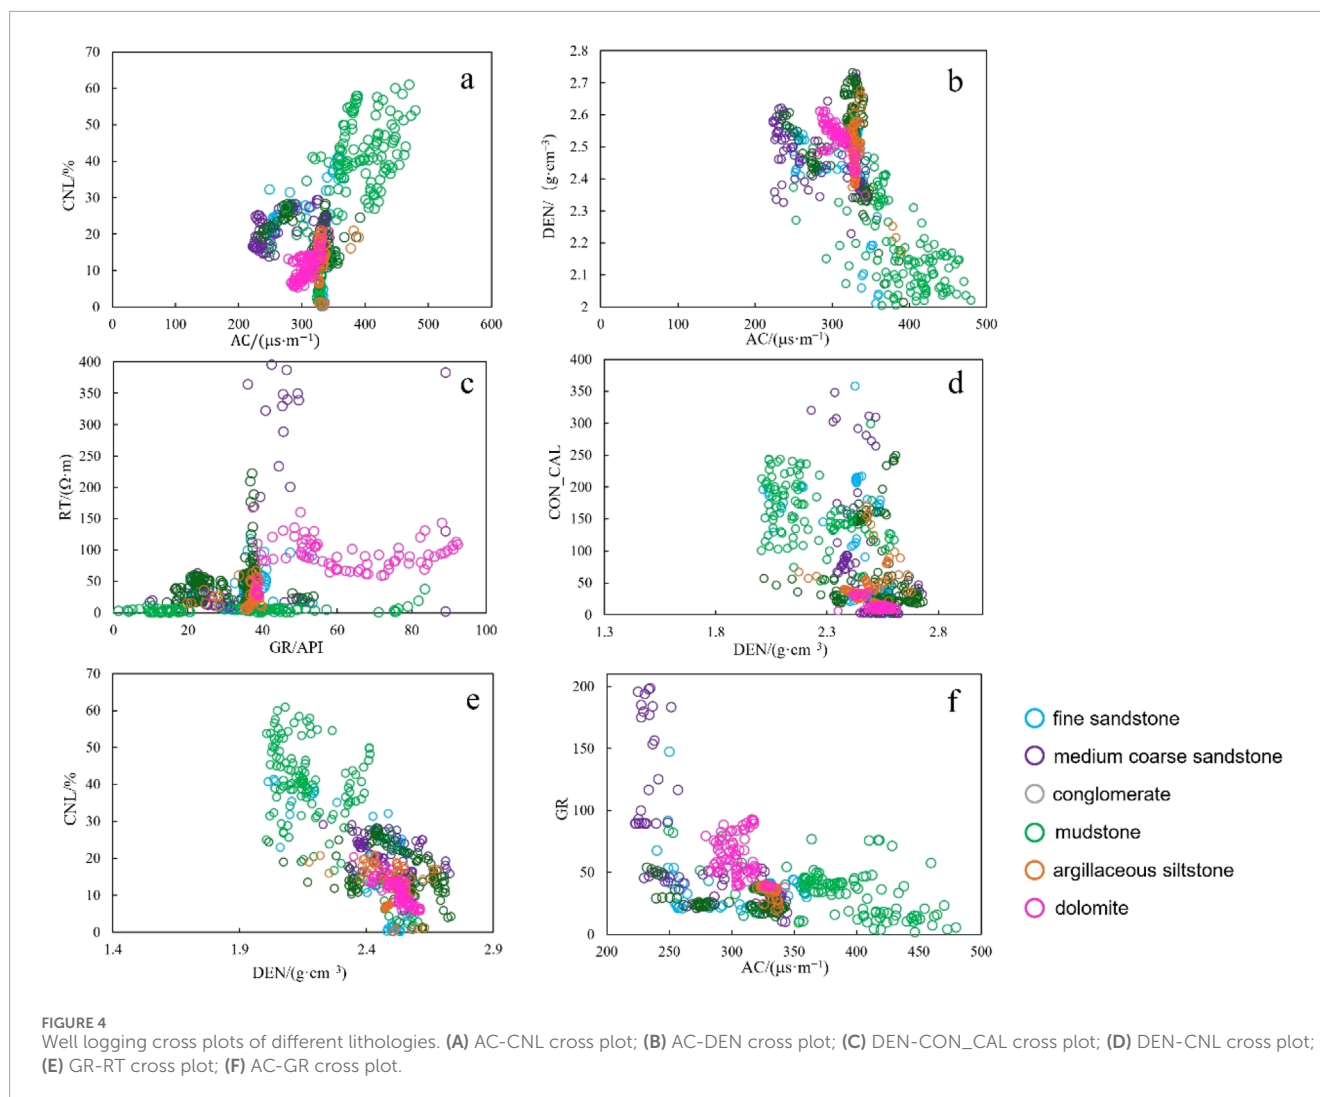 70
60
50
40
30
20
10
0
CNL/%
a
0 100 200 300 400 500 600
AC/(μs·m⁻¹)
2.8
2.7
2.6
2.5
2.4
2.3
2.2
2.1
2
DEN/ (g·cm⁻³)
b
0 100 200 300 400 500
AC/(μs·m⁻¹)
400
350
300
250
200
150
100
50
0
RT/(Ω·m)
c
0 20 40 60 80 100
GR/API
400
350
300
250
200
150
100
50
0
CON_CAL
d
1.3 1.8 2.3 2.8
DEN/(g·cm⁻³)
70
60
50
40
30
20
10
0
CNL/%
e
1.4 1.9 2.4 2.9
DEN/(g·cm⁻³)
200
150
100
50
0
GR
f
200 250 300 350 400 450 500
AC/(μs·m⁻¹)
fine sandstone
medium coarse sandstone
conglomerate
mudstone
argillaceous siltstone
dolomite
FIGURE 4
Well logging cross plots of different lithologies. (A) AC-CNL cross plot; (B) AC-DEN cross plot; (C) DEN-CON_CAL cross plot; (D) DEN-CNL cross plot;
(E) GR-RT cross plot; (F) AC-GR cross plot.